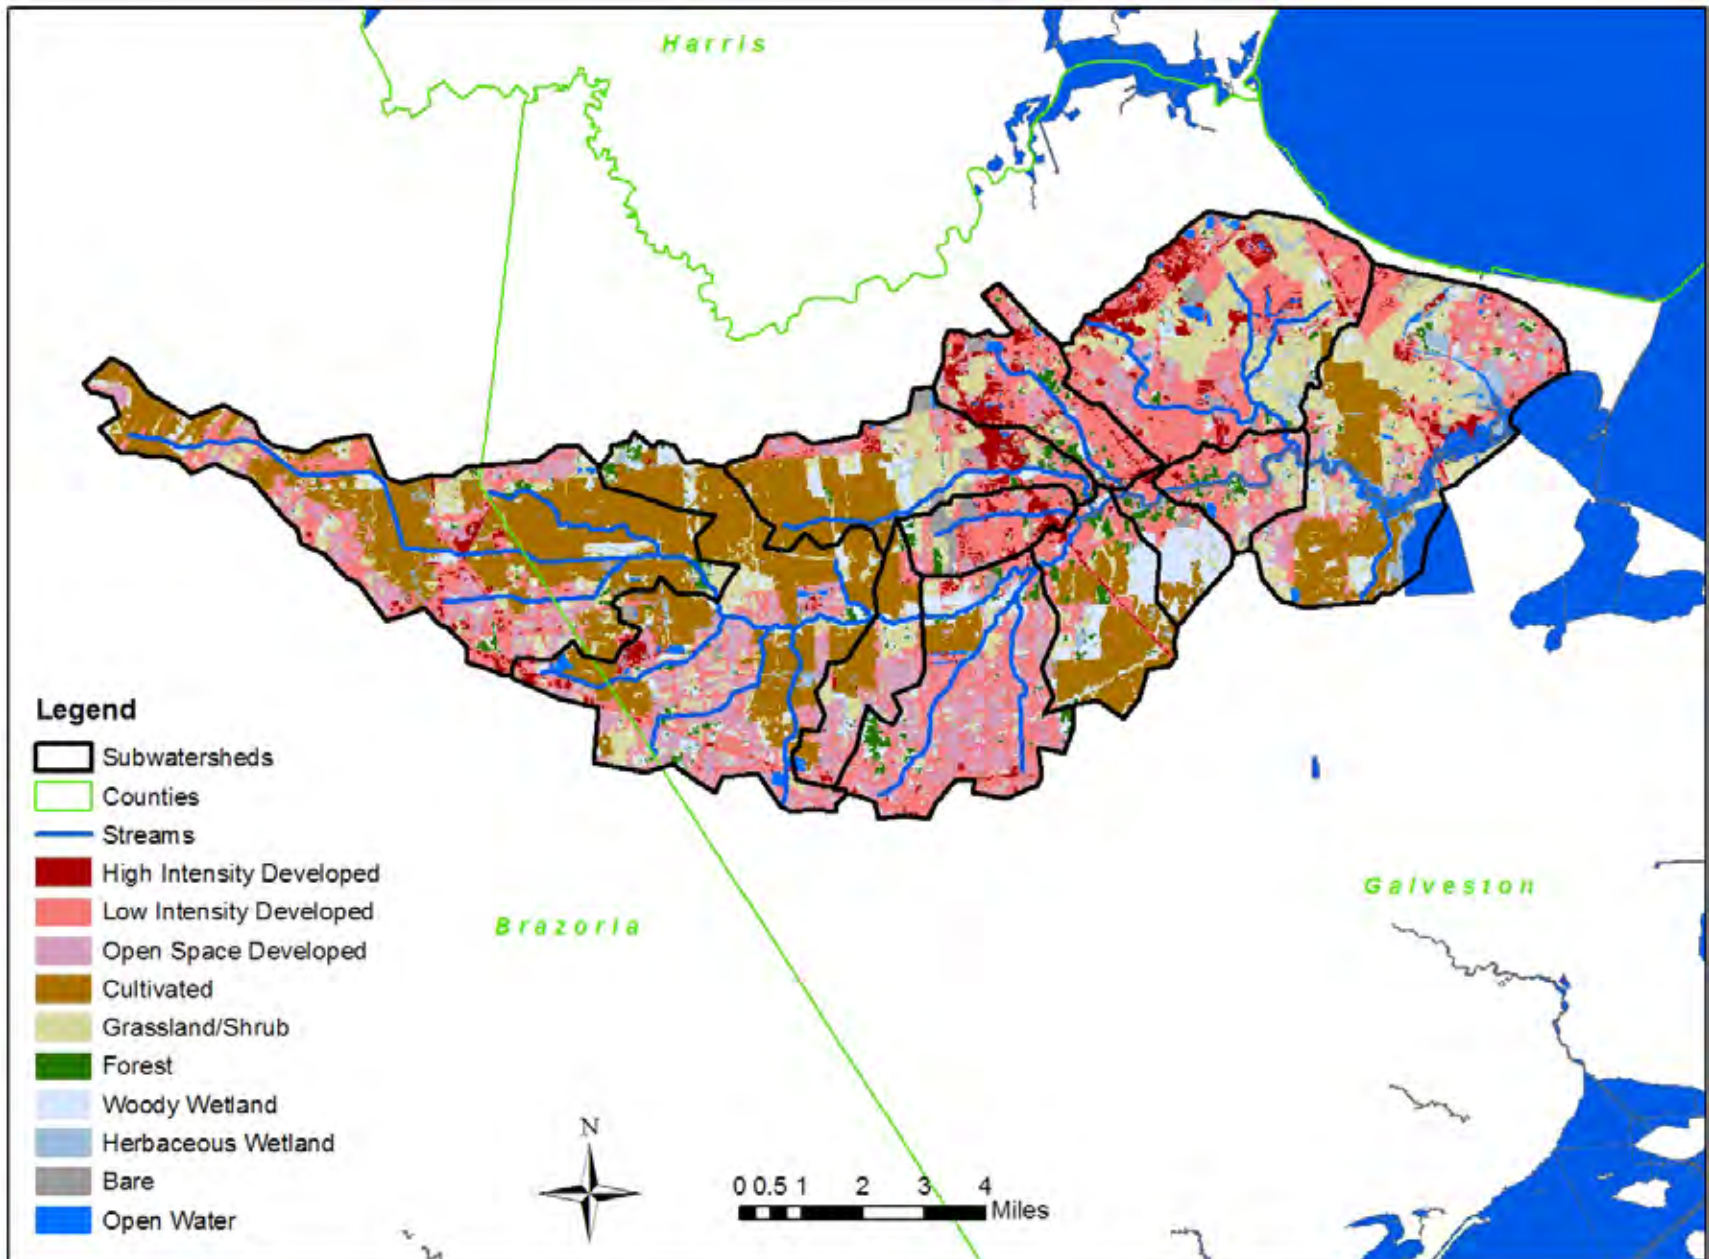 Harris
Legend
Subwatersheds
Counties
Streams
High Intensity Developed
Low Intensity Developed
Open Space Developed
Cultivated
Grassland/Shrub
Forest
Woody Wetland
Herbaceous Wetland
Bare
Open Water
Brazoria
Galveston
N
0 0.5 1 2 3 4
Miles